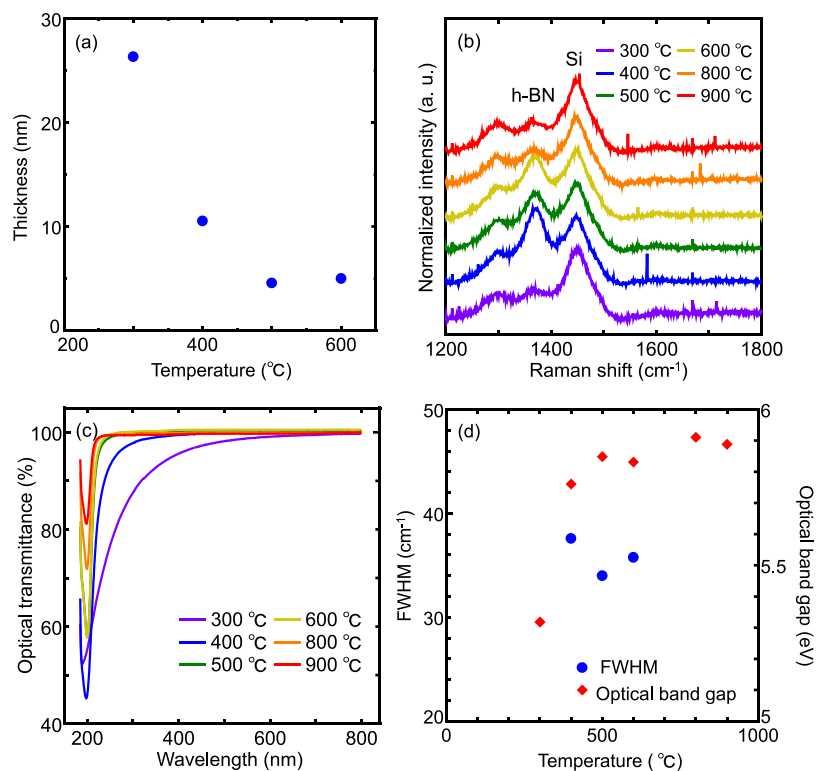 (a)
30
20
10
0
200
400
600
Thickness (nm)
Temperature (℃)
(b)
Si
h-BN
300 ℃
400 ℃
500 ℃
600 ℃
800 ℃
900 ℃
Normalized intensity (a. u.)
1200
1400
1600
1800
Raman shift (cm-1)
(c)
100
80
60
40
Optical transmittance (%)
300 ℃
400 ℃
500 ℃
600 ℃
800 ℃
900 ℃
200
400
600
800
Wavelength (nm)
(d)
50
40
30
20
FWHM (cm-1)
6
5.5
5
Optical band gap (eV)
FWHM
Optical band gap
0
500
1000
Temperature (℃)